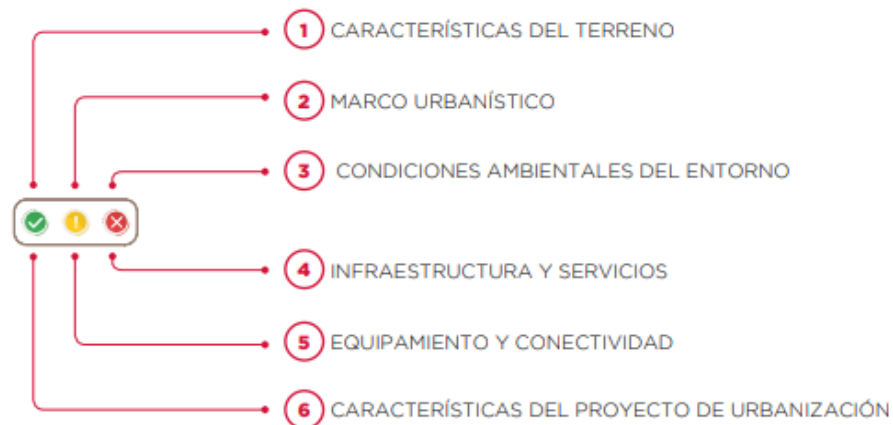 1 CARACTERÍSTICAS DEL TERRENO
2 MARCO URBANÍSTICO
3 CONDICIONES AMBIENTALES DEL ENTORNO
4 INFRAESTRUCTURA Y SERVICIOS
5 EQUIPAMIENTO Y CONECTIVIDAD
6 CARACTERÍSTICAS DEL PROYECTO DE URBANIZACIÓN